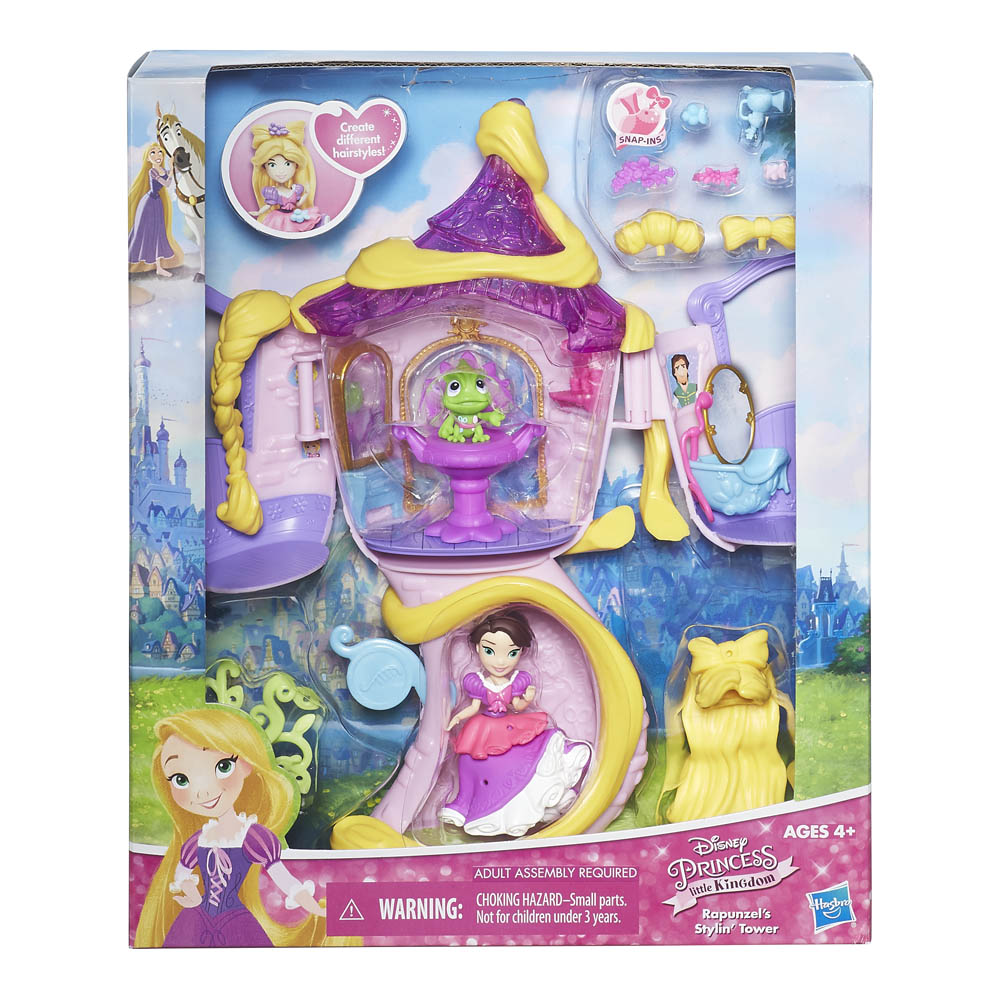 Create
different
hairstyles!
SNAP-INS
AGES 4+
Disney
PRINCESS
little Kingdom
Rapunzel's
Stylin' Tower
Hasbro
ADULT ASSEMBLY REQUIRED
WARNING:
CHOKING HAZARD—Small parts.
Not for children under 3 years.